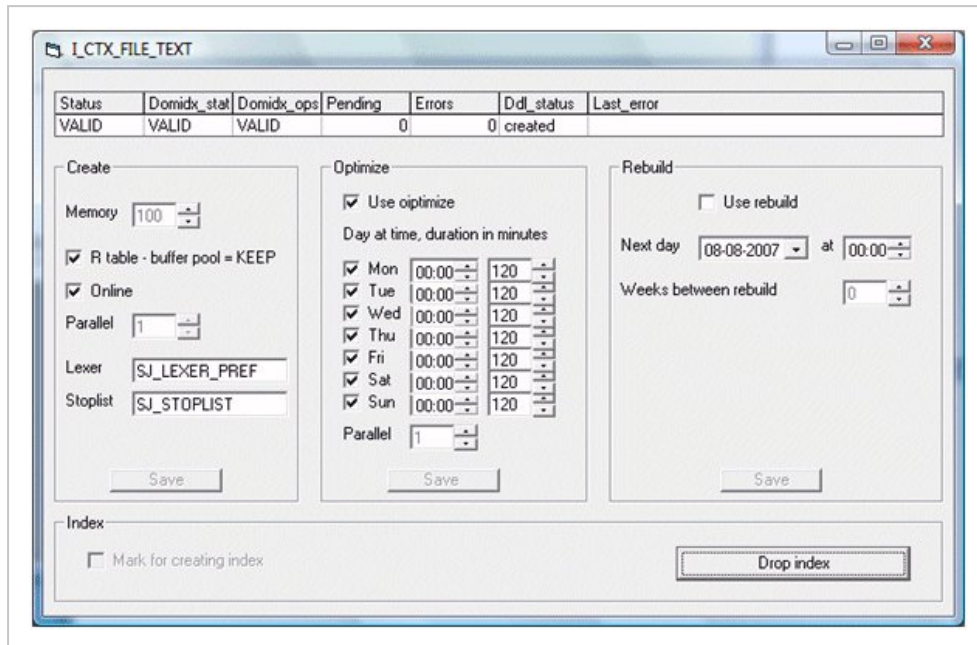 I_CTX_FILE_TEXT
Status Domidx_stat Domidx_ops Pending Errors Ddl_status Last_error
VALID VALID VALID 0 0 created
Create
Memory 100
R table - buffer pool = KEEP
Online
Parallel 1
Lexer SJ_LEXER_PREF
Stoplist SJ_STOPLIST
Save
Optimize
Use oiptimize
Day at time, duration in minutes
Mon 00:00 120
Tue 00:00 120
Wed 00:00 120
Thu 00:00 120
Fri 00:00 120
Sat 00:00 120
Sun 00:00 120
Parallel 1
Save
Rebuild
Use rebuild
Next day 08-08-2007 at 00:00
Weeks between rebuild 0
Save
Index
Mark for creating index
Drop index